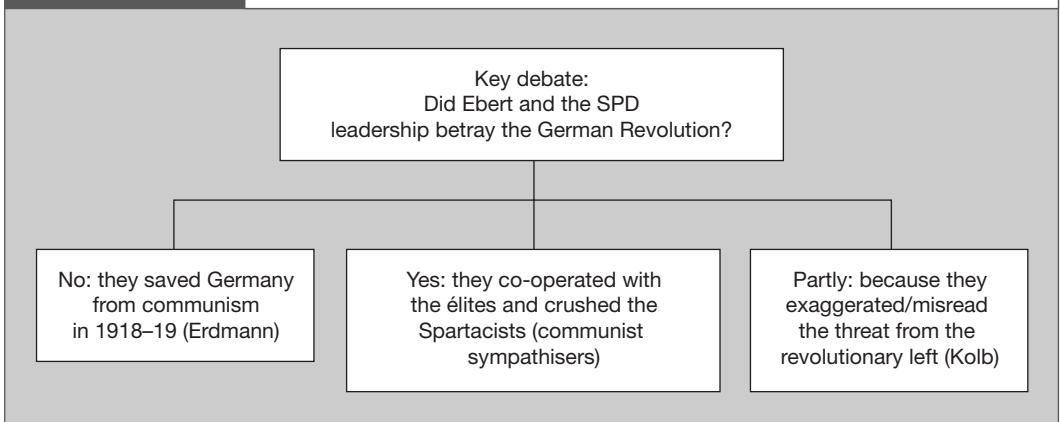 Key debate:
Did Ebert and the SPD
leadership betray the German Revolution?
No: they saved Germany
from communism
in 1918–19 (Erdmann)
Yes: they co-operated with
the élites and crushed the
Spartacists (communist
sympathisers)
Partly: because they
exaggerated/misread
the threat from the
revolutionary left (Kolb)